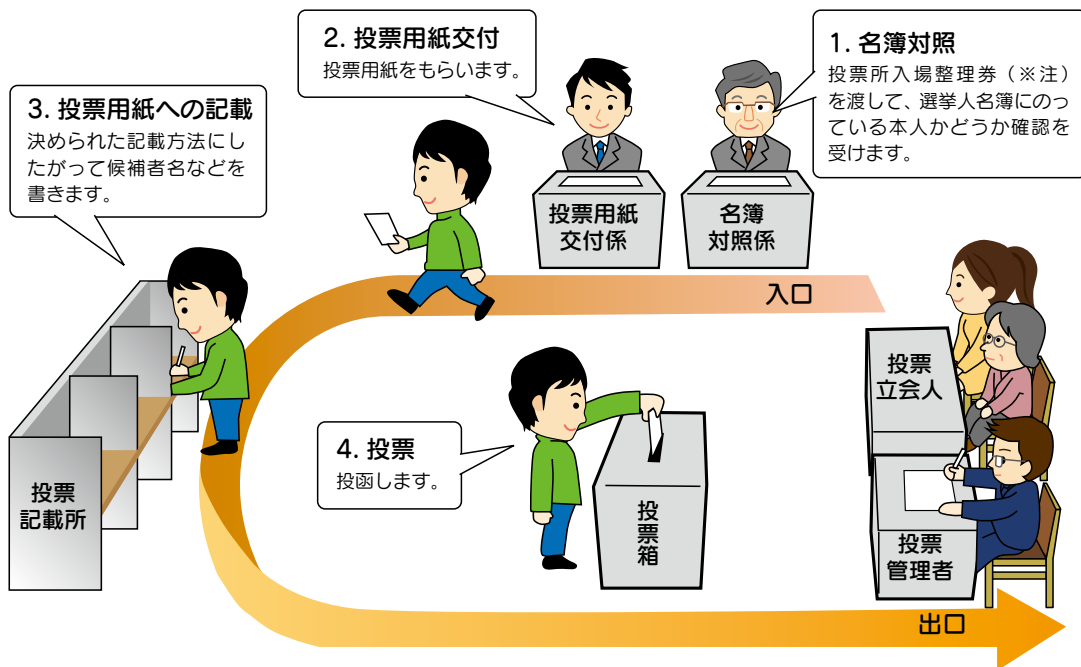 1. 名簿対照
投票所入場整理券（※注）
を渡して、選挙人名簿にのっ
ている本人かどうか確認を
受けます。
2. 投票用紙交付
投票用紙をもらいます。
3. 投票用紙への記載
決められた記載方法にし
たがって候補者名などを
書きます。
投票用紙
交付係
名簿
対照係
入口
投票
立会人
4. 投票
投函します。
投票
記載所
投票箱
投票
管理者
出口